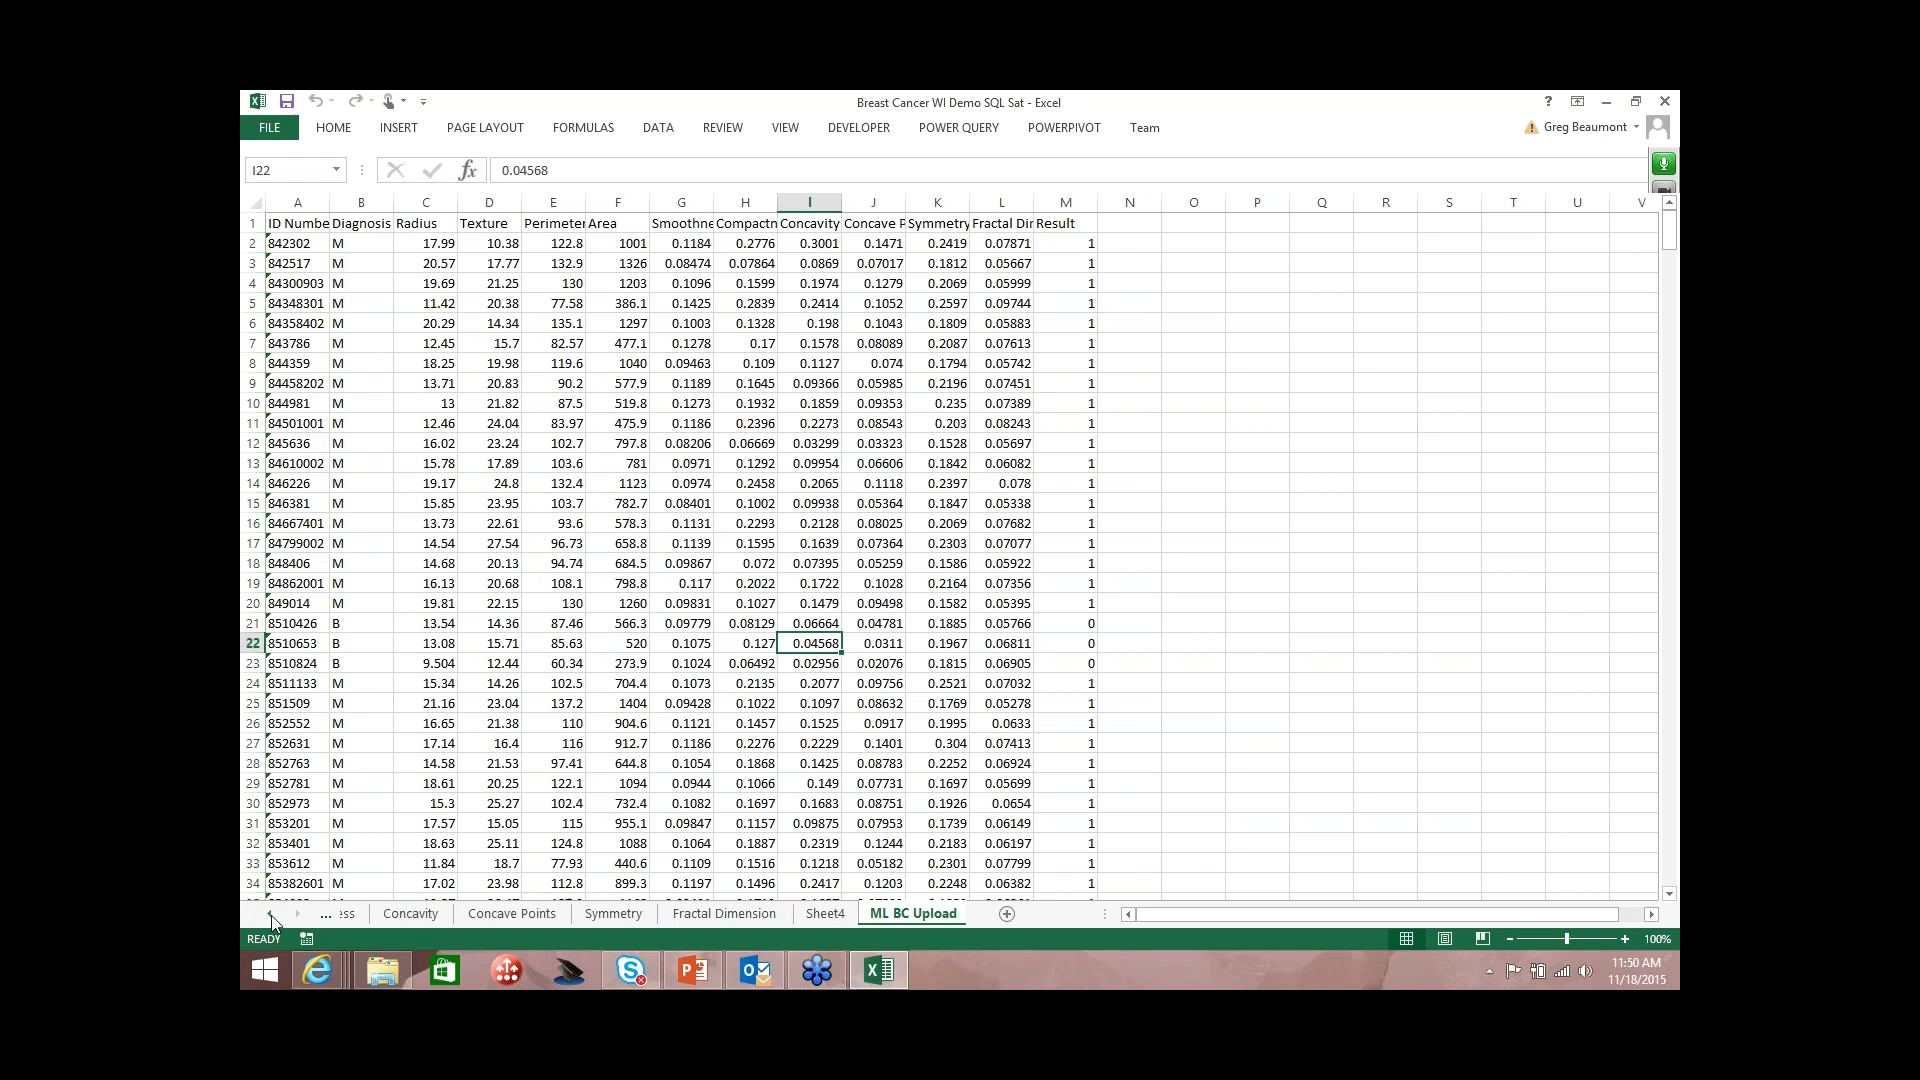 Breast Cancer WI Demo SQL Sat - Excel
FILE HOME INSERT PAGE LAYOUT FORMULAS DATA REVIEW VIEW DEVELOPER POWER QUERY POWERPIVOT Team Greg Beaumont
I22 fx 0.04568
A B C D E F G H I J K L M N O P Q R S T U V
1 ID Numbe Diagnosis Radius Texture Perimeter Area Smoothne Compactn Concavity Concave P Symmetry Fractal Din Result
2 842302 M 17.99 10.38 122.8 1001 0.1184 0.2776 0.3001 0.1471 0.2419 0.07871 1
3 842517 M 20.57 17.77 132.9 1326 0.08474 0.07864 0.0869 0.07017 0.1812 0.05667 1
4 84300903 M 19.69 21.25 130 1203 0.1096 0.1599 0.1974 0.1279 0.2069 0.05999 1
5 84348301 M 11.42 20.38 77.58 386.1 0.1425 0.2839 0.2414 0.1052 0.2597 0.09744 1
6 84358402 M 20.29 14.34 135.1 1297 0.1003 0.1328 0.198 0.1043 0.1809 0.05883 1
7 843786 M 12.45 15.7 82.57 477.1 0.1278 0.17 0.1578 0.08089 0.2087 0.07613 1
8 844359 M 18.25 19.98 119.6 1040 0.09463 0.109 0.1127 0.074 0.1794 0.05742 1
9 84458202 M 13.71 20.83 90.2 577.9 0.1189 0.1645 0.09366 0.05985 0.2196 0.07451 1
10 844981 M 13 21.82 87.5 519.8 0.1273 0.1932 0.1859 0.09353 0.235 0.07389 1
11 84501001 M 12.46 24.04 83.97 475.9 0.1186 0.2396 0.2273 0.08543 0.203 0.08243 1
12 845636 M 16.02 23.24 102.7 797.8 0.08206 0.06669 0.03299 0.03323 0.1528 0.05697 1
13 84610002 M 15.78 17.89 103.6 781 0.0971 0.1292 0.09954 0.06606 0.1842 0.06082 1
14 846226 M 19.17 24.8 132.4 1123 0.0974 0.2458 0.2065 0.1118 0.2397 0.078 1
15 846381 M 15.85 23.95 103.7 782.7 0.08401 0.1002 0.09938 0.05364 0.1847 0.05338 1
16 84667401 M 13.73 22.61 93.6 578.3 0.1131 0.2293 0.2128 0.08025 0.2069 0.07682 1
17 84799002 M 14.54 27.54 96.73 658.8 0.1139 0.1595 0.1639 0.07364 0.2303 0.07077 1
18 848406 M 14.68 20.13 94.74 684.5 0.09867 0.072 0.07395 0.05259 0.1586 0.05922 1
19 84862001 M 16.13 20.68 108.1 798.8 0.117 0.2022 0.1722 0.1028 0.2164 0.07356 1
20 849014 M 19.81 22.15 130 1260 0.09831 0.1027 0.1479 0.09498 0.1582 0.05395 1
21 8510426 B 13.54 14.36 87.46 566.3 0.09779 0.08129 0.06664 0.04781 0.1885 0.05766 0
22 8510653 B 13.08 15.71 85.63 520 0.1075 0.127 0.04568 0.0311 0.1967 0.06811 0
23 8510824 B 9.504 12.44 60.34 273.9 0.1024 0.06492 0.02956 0.02076 0.1815 0.06905 0
24 8511133 M 15.34 14.26 102.5 704.4 0.1073 0.2135 0.2077 0.09756 0.2521 0.07032 1
25 851509 M 21.16 23.04 137.2 1404 0.09428 0.1022 0.1097 0.08632 0.1769 0.05278 1
26 852552 M 16.65 21.38 110 904.6 0.1121 0.1457 0.1525 0.0917 0.1995 0.0633 1
27 852631 M 17.14 16.4 116 912.7 0.1186 0.2276 0.2229 0.1401 0.304 0.07413 1
28 852763 M 14.58 21.53 97.41 644.8 0.1054 0.1868 0.1425 0.08783 0.2252 0.06924 1
29 852781 M 18.61 20.25 122.1 1094 0.0944 0.1066 0.149 0.07731 0.1697 0.05699 1
30 852973 M 15.3 25.27 102.4 732.4 0.1082 0.1697 0.1683 0.08751 0.1926 0.0654 1
31 853201 M 17.57 15.05 115 955.1 0.09847 0.1157 0.09875 0.07953 0.1739 0.06149 1
32 853401 M 18.63 25.11 124.8 1088 0.1064 0.1887 0.2319 0.1244 0.2183 0.06197 1
33 853612 M 11.84 18.7 77.93 440.6 0.1109 0.1516 0.1218 0.05182 0.2301 0.07799 1
34 85382601 M 17.02 23.98 112.8 899.3 0.1197 0.1496 0.2417 0.1203 0.2248 0.06382 1
... ess Concavity Concave Points Symmetry Fractal Dimension Sheet4 ML BC Upload
READY 100%
11:50 AM
11/18/2015